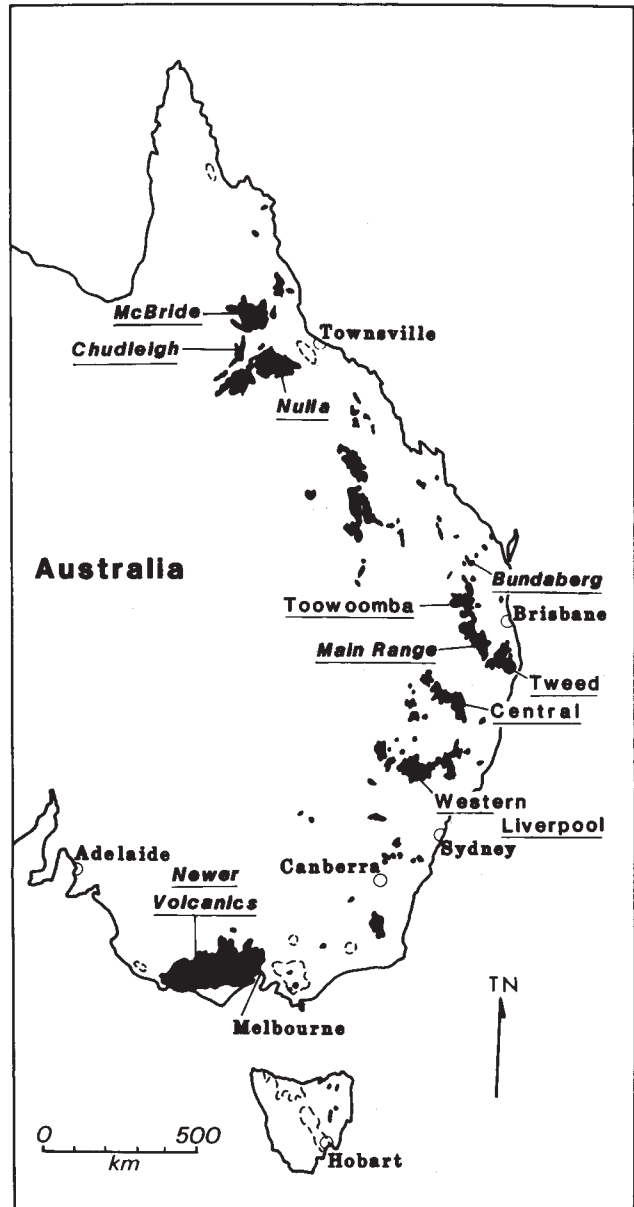 McBride
Townsville
Chudleigh
Nulla
Australia
Bundaberg
Toowoomba
Brisbane
Main Range
Tweed
Central
Western
Liverpool
Sydney
Adelaide
Canberra
Newer
Volcanics
TN
Melbourne
0 500
km
Hobart